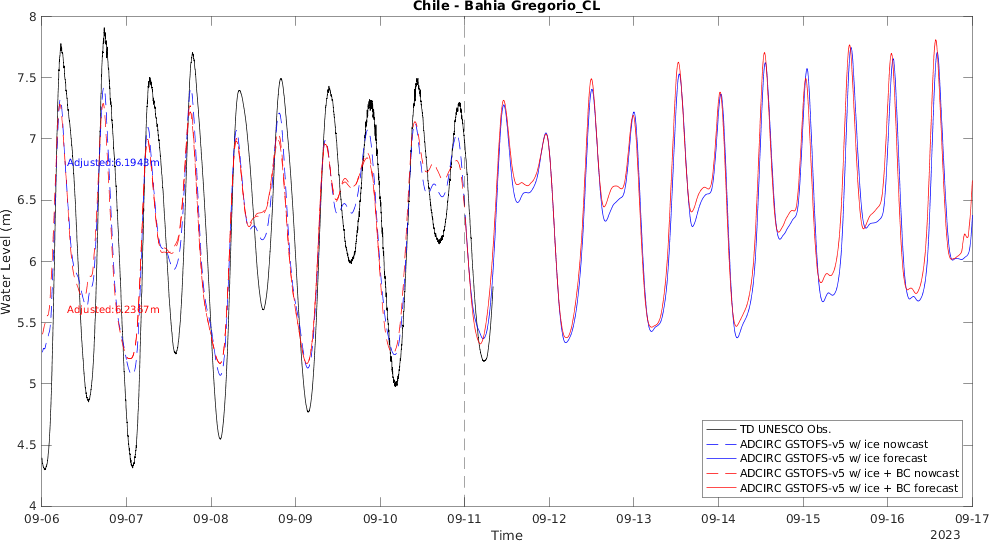 Chile - Bahia Gregorio_CL
Water Level (m)
8
7.5
7
6.5
6
5.5
5
4.5
4
Adjusted:6.1943m
Adjusted:6.2367m
TD UNESCO Obs.
ADCIRC GSTOFS-v5 w/ ice nowcast
ADCIRC GSTOFS-v5 w/ ice forecast
ADCIRC GSTOFS-v5 w/ ice + BC nowcast
ADCIRC GSTOFS-v5 w/ ice + BC forecast
09-06 09-07 09-08 09-09 09-10 09-11 09-12 09-13 09-14 09-15 09-16 09-17
Time
2023